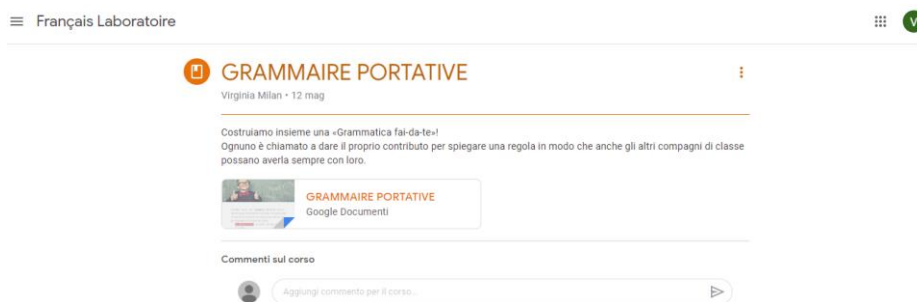 Français Laboratoire
V
GRAMMAIRE PORTATIVE
Virginia Milan • 12 mag
Costruiamo insieme una «Grammatica fai-da-te»!
Ognuno è chiamato a dare il proprio contributo per spiegare una regola in modo che anche gli altri compagni di classe
possano averla sempre con loro.
GRAMMAIRE PORTATIVE
Google Documenti
Commenti sul corso
Aggiungi commento per il corso...